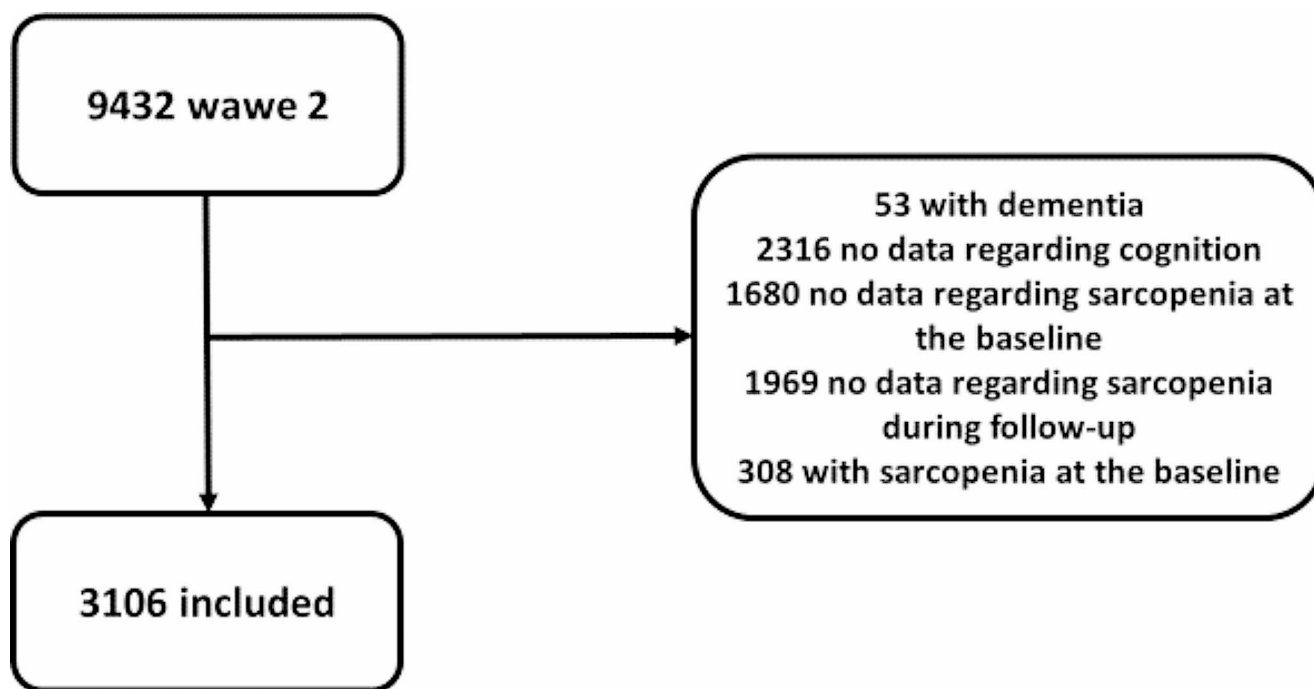 9432 wawe 2
53 with dementia
2316 no data regarding cognition
1680 no data regarding sarcopenia at
the baseline
1969 no data regarding sarcopenia
during follow-up
308 with sarcopenia at the baseline
3106 included